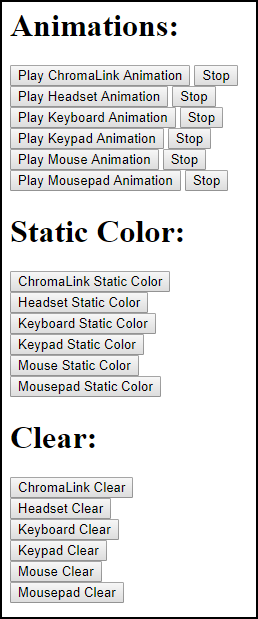 Animations:
Play ChromaLink Animation Stop
Play Headset Animation Stop
Play Keyboard Animation Stop
Play Keypad Animation Stop
Play Mouse Animation Stop
Play Mousepad Animation Stop
Static Color:
ChromaLink Static Color
Headset Static Color
Keyboard Static Color
Keypad Static Color
Mouse Static Color
Mousepad Static Color
Clear:
ChromaLink Clear
Headset Clear
Keyboard Clear
Keypad Clear
Mouse Clear
Mousepad Clear